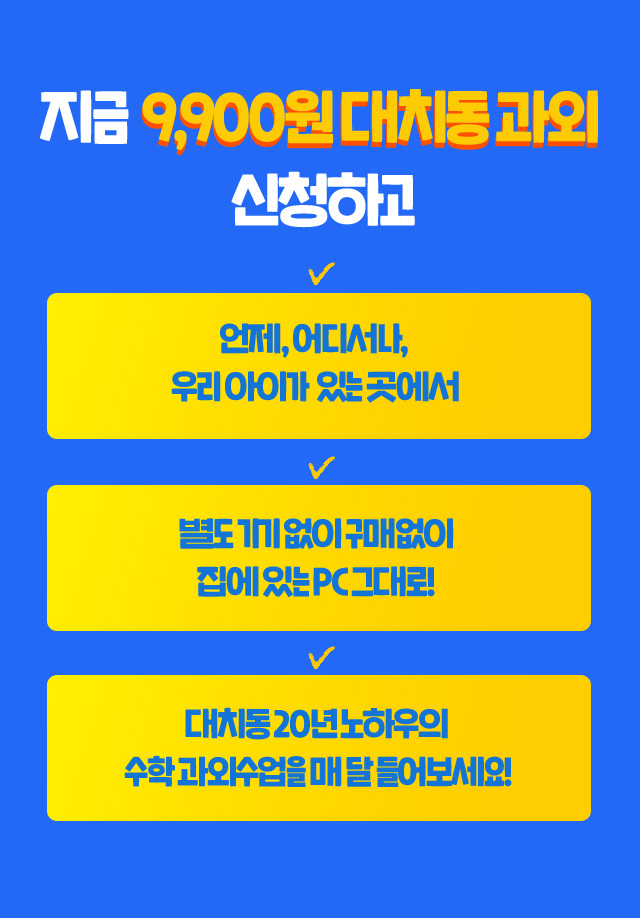 지금 9,900원 대치동 과외
신청하고
언제, 어디서나,
우리 아이가 있는 곳에서
별도 기기 없이 구매 없이
집에 있는 PC 그대로!
대치동 20년 노하우의
수학 과외수업을 매 달 들어보세요!